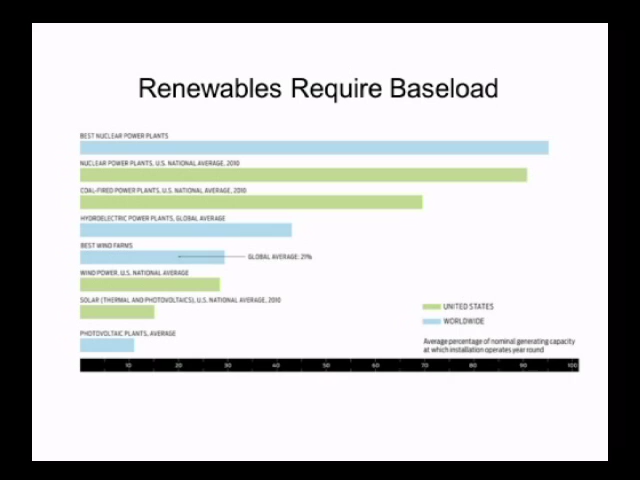 Renewables Require Baseload
BEST NUCLEAR POWER PLANTS
NUCLEAR POWER PLANTS, U.S. NATIONAL AVERAGE, 2010
COAL-FIRED POWER PLANTS, U.S. NATIONAL AVERAGE, 2010
HYDROELECTRIC POWER PLANTS, GLOBAL AVERAGE
BEST WIND FARMS
GLOBAL AVERAGE: 21%
WIND POWER, U.S. NATIONAL AVERAGE
SOLAR (THERMAL AND PHOTOVOLTAICS), U.S. NATIONAL AVERAGE, 2010
UNITED STATES
WORLDWIDE
PHOTOVOLTAIC PLANTS, AVERAGE
Average percentage of nominal generating capacity
at which installation operates year round
10 20 30 40 50 60 70 80 90 100